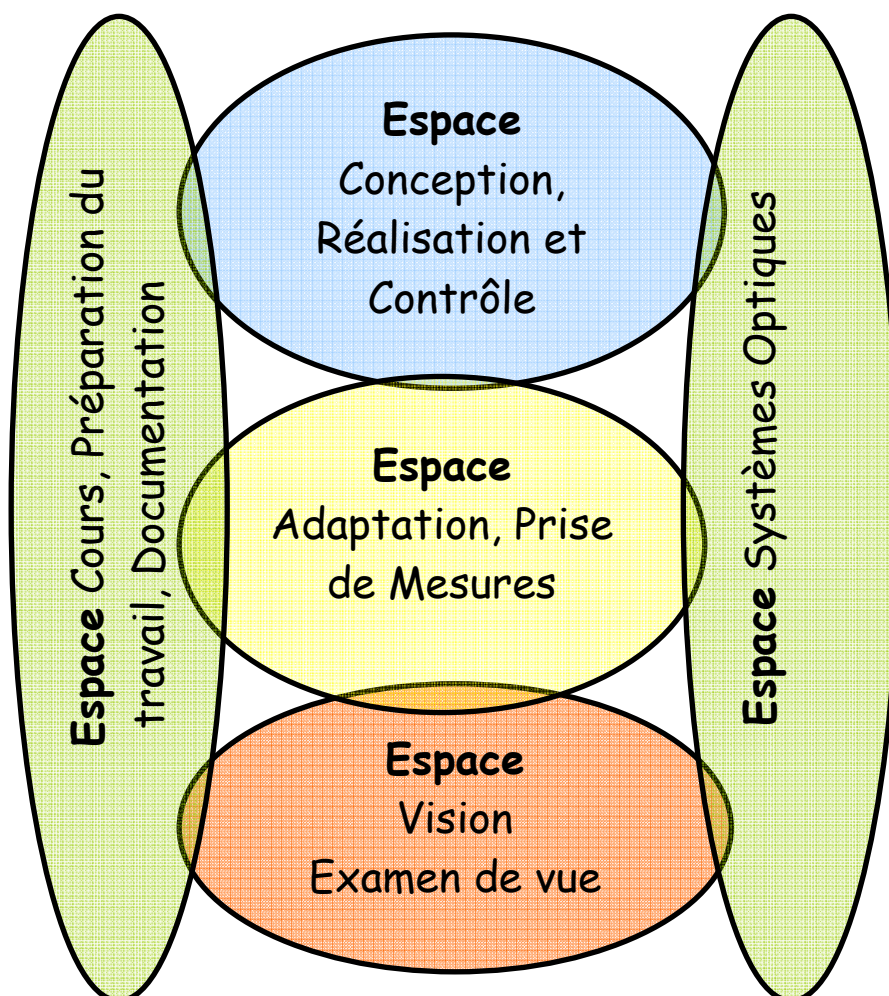 Espace Cours, Préparation du
travail, Documentation
Espace
Conception,
Réalisation et
Contrôle
Espace
Adaptation, Prise
de Mesures
Espace
Vision
Examen de vue
Espace Systèmes Optiques